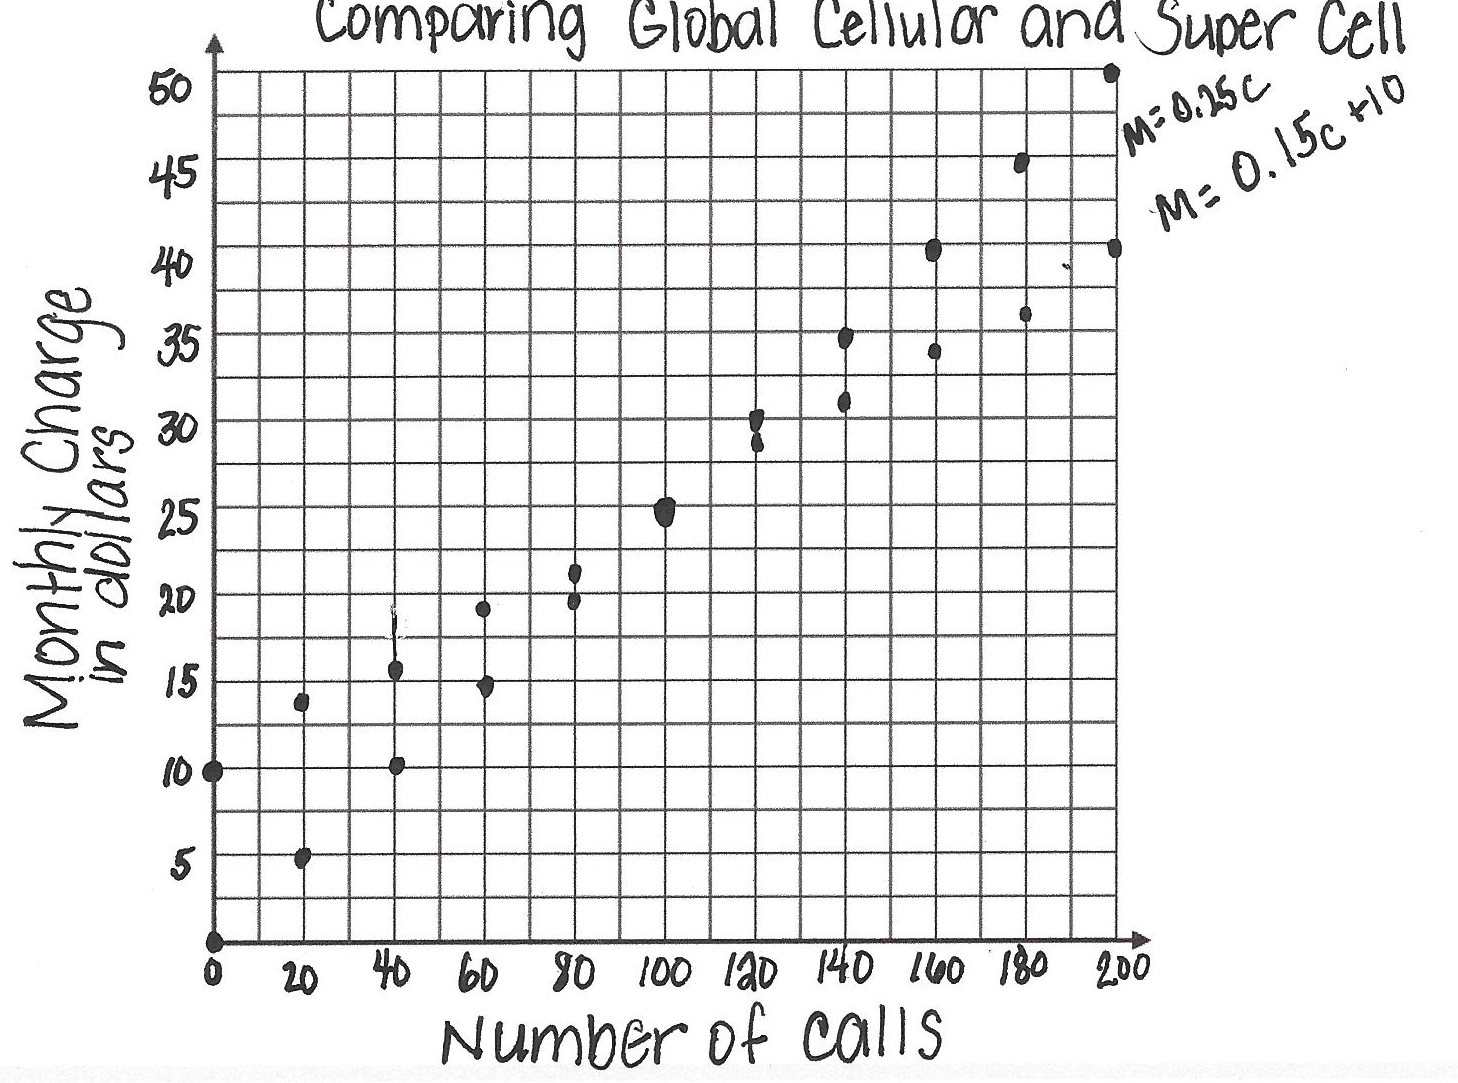 Comparing Global Cellular and Super Cell
50
45
40
35
30
25
20
15
10
5
0 20 40 60 80 100 120 140 160 180 200
M=0.25c
M= 0.15c+10
Monthly Charge
in dollars
Number of calls